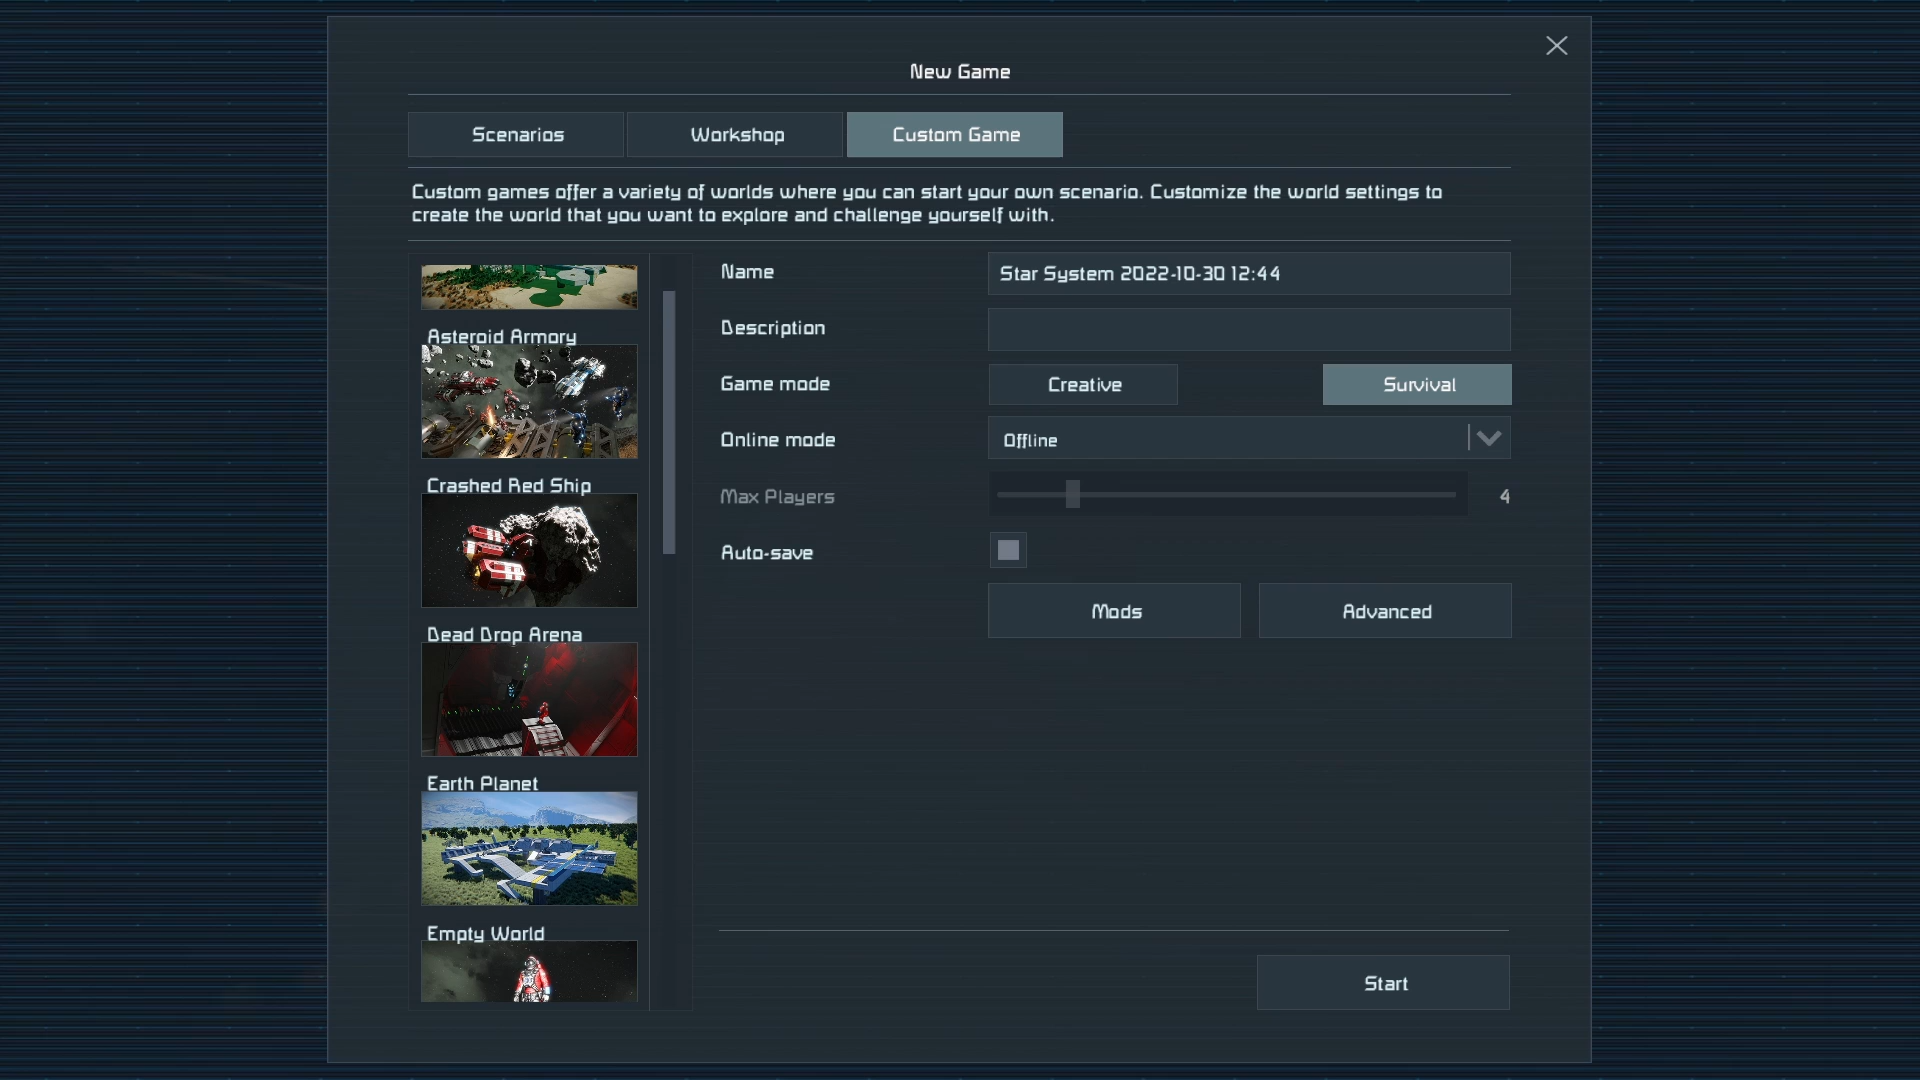 New Game
Scenarios
Workshop
Custom Game
Custom games offer a variety of worlds where you can start your own scenario. Customize the world settings to
create the world that you want to explore and challenge yourself with.
Asteroid Armory
Crashed Red Ship
Dead Drop Arena
Earth Planet
Empty World
Name
Star System 2022-10-30 12:44
Description
Game mode
Creative
Survival
Online mode
Offline
Max Players
4
Auto-save
Mods
Advanced
Start